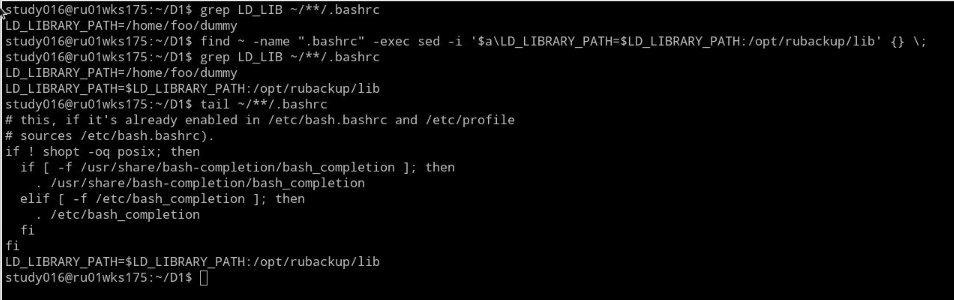 study016@ru01wks175:~/D1$ grep LD_LIB ~/**/.bashrc
LD_LIBRARY_PATH=/home/foo/dummy
study016@ru01wks175:~/D1$ find ~ -name ".bashrc" -exec sed -i '$a\LD_LIBRARY_PATH=$LD_LIBRARY_PATH:/opt/rubackup/lib' {} \;
study016@ru01wks175:~/D1$ grep LD_LIB ~/**/.bashrc
LD_LIBRARY_PATH=/home/foo/dummy
LD_LIBRARY_PATH=$LD_LIBRARY_PATH:/opt/rubackup/lib
study016@ru01wks175:~/D1$ tail ~/**/.bashrc
# this, if it's already enabled in /etc/bash.bashrc and /etc/profile
# sources /etc/bash.bashrc).
if ! shopt -oq posix; then
  if [ -f /usr/share/bash-completion/bash_completion ]; then
    . /usr/share/bash-completion/bash_completion
  elif [ -f /etc/bash_completion ]; then
    . /etc/bash_completion
  fi
fi
LD_LIBRARY_PATH=$LD_LIBRARY_PATH:/opt/rubackup/lib
study016@ru01wks175:~/D1$